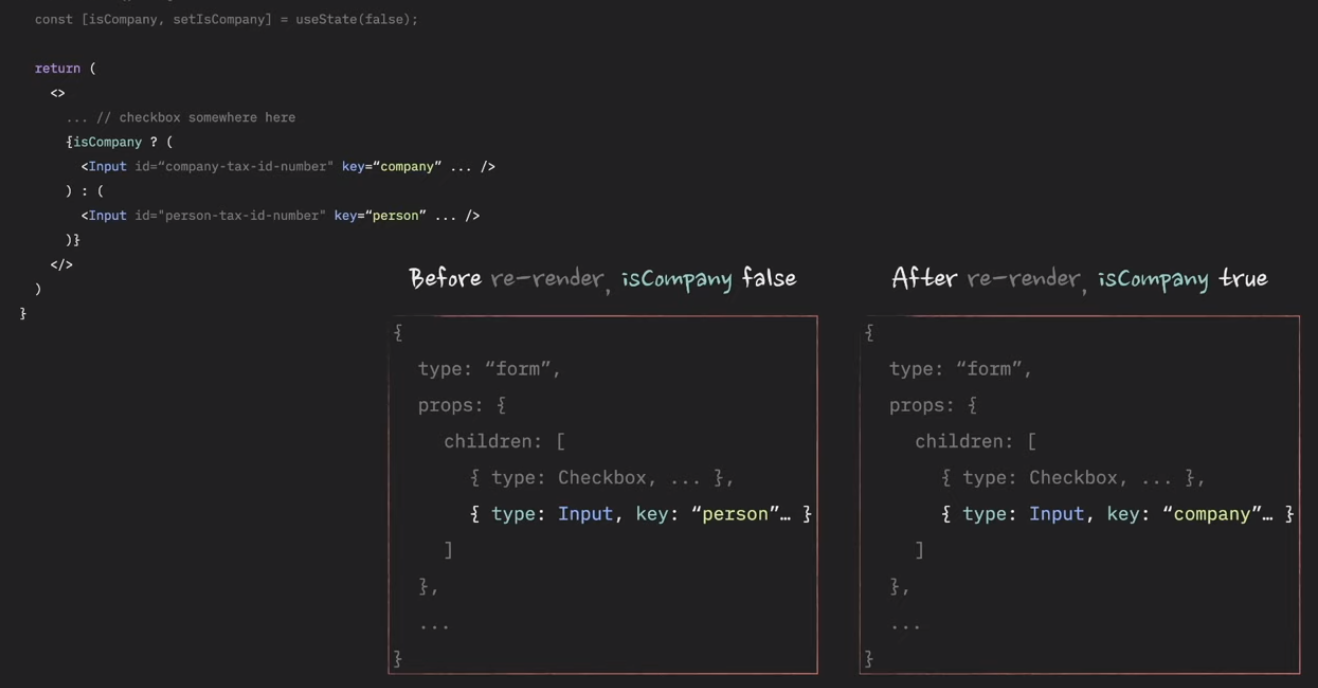 const [isCompany, setIsCompany] = useState(false);
return (
<>
... // checkbox somewhere here
{isCompany ? (
<Input id=“company-tax-id-number" key=“company” ... />
) : (
<Input id="person-tax-id-number" key=“person” ... />
)}
</>
)
}
Before re-render, isCompany false
{
type: “form”,
props: {
children: [
{ type: Checkbox, ... },
{ type: Input, key: “person”… }
]
},
...
}
After re-render, isCompany true
{
type: “form”,
props: {
children: [
{ type: Checkbox, ... },
{ type: Input, key: “company”… }
]
},
...
}